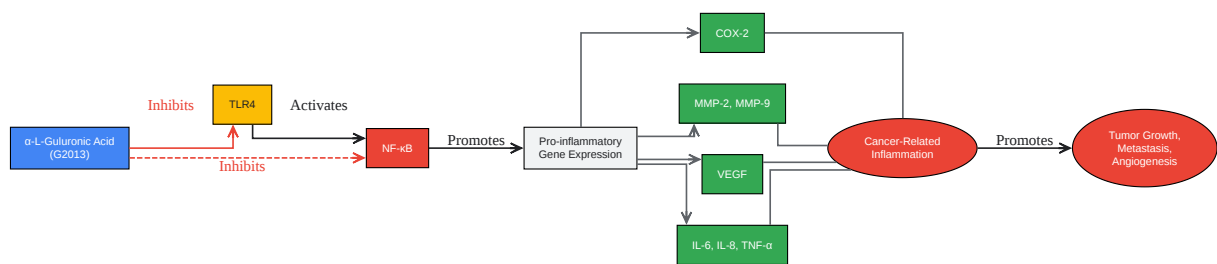 COX-2
Inhibits
TLR4
Activates
MMP-2, MMP-9
α-L-Guluronic Acid
(G2013)
Inhibits
NF-κB
Promotes
Pro-inflammatory
Gene Expression
VEGF
IL-6, IL-8, TNF-α
Cancer-Related
Inflammation
Promotes
Tumor Growth,
Metastasis,
Angiogenesis